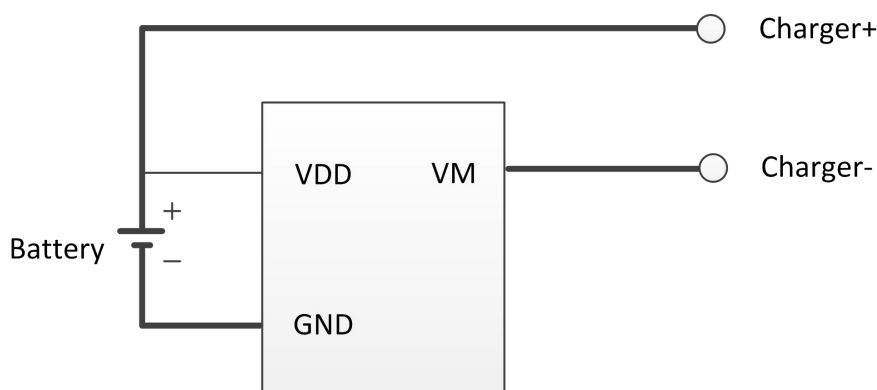 Charger+
VDD VM Charger-
+
Battery
−
GND